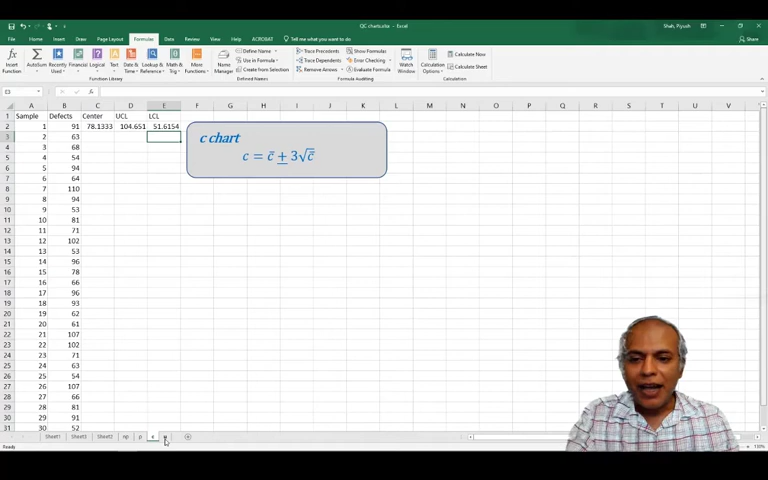 QC charts.xlsx - Excel
Shah, Piyush
File Home Insert Draw Page Layout Formulas Data Review View Help ACROBAT Tell me what you want to do
Share
Insert Function
AutoSum
Recently Used
Financial
Logical
Text
Date & Time
Lookup & Reference
Math & Trig
More Functions
Function Library
Name Manager
Define Name
Use in Formula
Create from Selection
Defined Names
Trace Precedents
Trace Dependents
Remove Arrows
Show Formulas
Error Checking
Evaluate Formula
Formula Auditing
Watch Window
Calculation Options
Calculate Now
Calculate Sheet
Calculation
E3
fx
A B C D E F G H I J K L M N O P Q R S T U V
1 Sample Defects Center UCL LCL
2 1 91 78.1333 104.651 51.6154
3 2 63
4 3 68
5 4 54
6 5 94
7 6 64
8 7 110
9 8 94
10 9 53
11 10 81
12 11 71
13 12 102
14 13 53
15 14 96
16 15 78
17 16 66
18 17 96
19 18 93
20 19 62
21 20 61
22 21 107
23 22 102
24 23 71
25 24 63
26 25 54
27 26 107
28 27 66
29 28 81
30 29 91
31 30 52
c chart
c = c̄ ± 3√c̄
Sheet1 Sheet3 Sheet2 np p c u